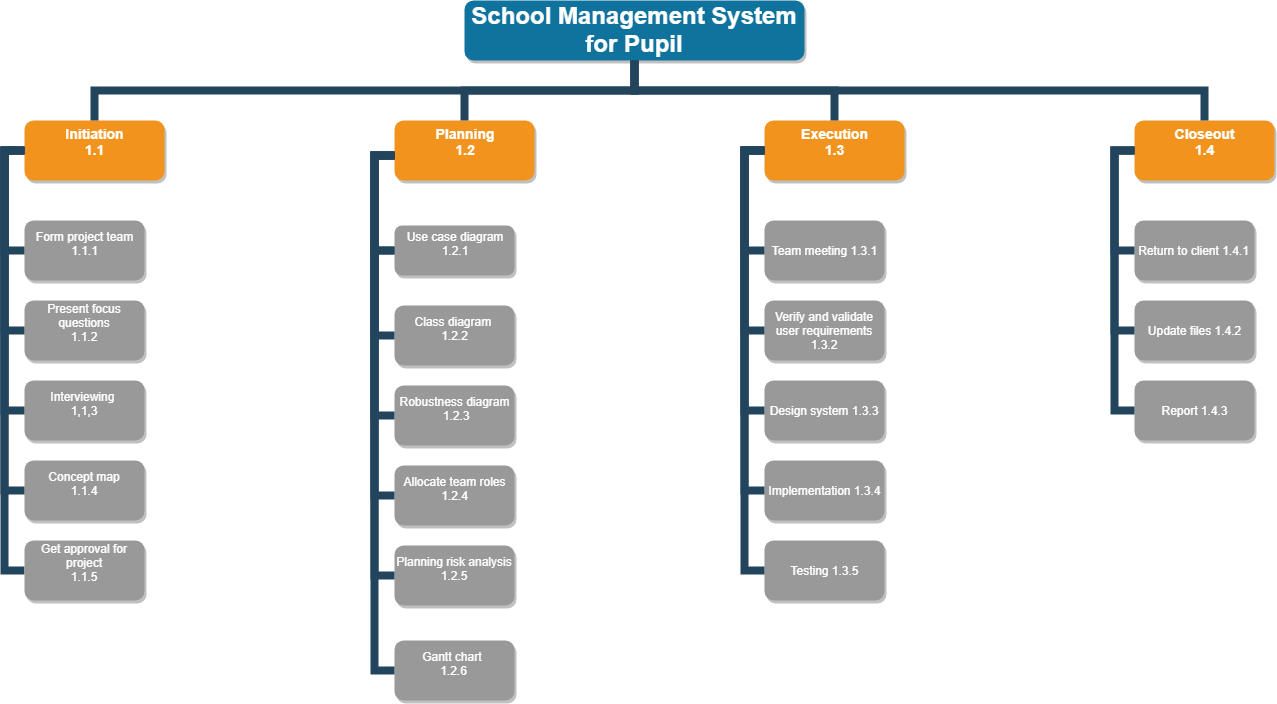 School Management System
for Pupil
Initiation
1.1
Planning
1.2
Execution
1.3
Closeout
1.4
Form project team
1.1.1
Present focus
questions
1.1.2
Interviewing
1,1,3
Concept map
1.1.4
Get approval for
project
1.1.5
Use case diagram
1.2.1
Class diagram
1.2.2
Robustness diagram
1.2.3
Allocate team roles
1.2.4
Planning risk analysis
1.2.5
Gantt chart
1.2.6
Team meeting 1.3.1
Verify and validate
user requirements
1.3.2
Design system 1.3.3
Implementation 1.3.4
Testing 1.3.5
Return to client 1.4.1
Update files 1.4.2
Report 1.4.3